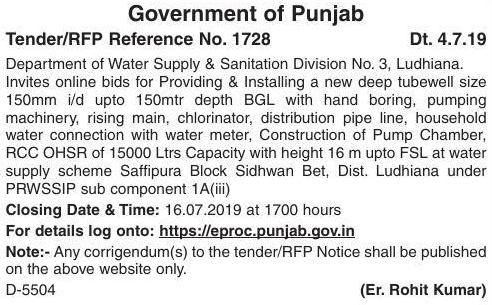 Government of Punjab
Tender/RFP Reference No. 1728 Dt. 4.7.19
Department of Water Supply & Sanitation Division No. 3, Ludhiana.
Invites online bids for Providing & Installing a new deep tubewell size
150mm i/d upto 150mtr depth BGL with hand boring, pumping
machinery, rising main, chlorinator, distribution pipe line, household
water connection with water meter, Construction of Pump Chamber,
RCC OHSR of 15000 Ltrs Capacity with height 16 m upto FSL at water
supply scheme Saffipura Block Sidhwan Bet, Dist. Ludhiana under
PRWSSIP sub component 1A(iii)
Closing Date & Time: 16.07.2019 at 1700 hours
For details log onto: https://eproc.punjab.gov.in
Note:- Any corrigendum(s) to the tender/RFP Notice shall be published
on the above website only.
D-5504 (Er. Rohit Kumar)